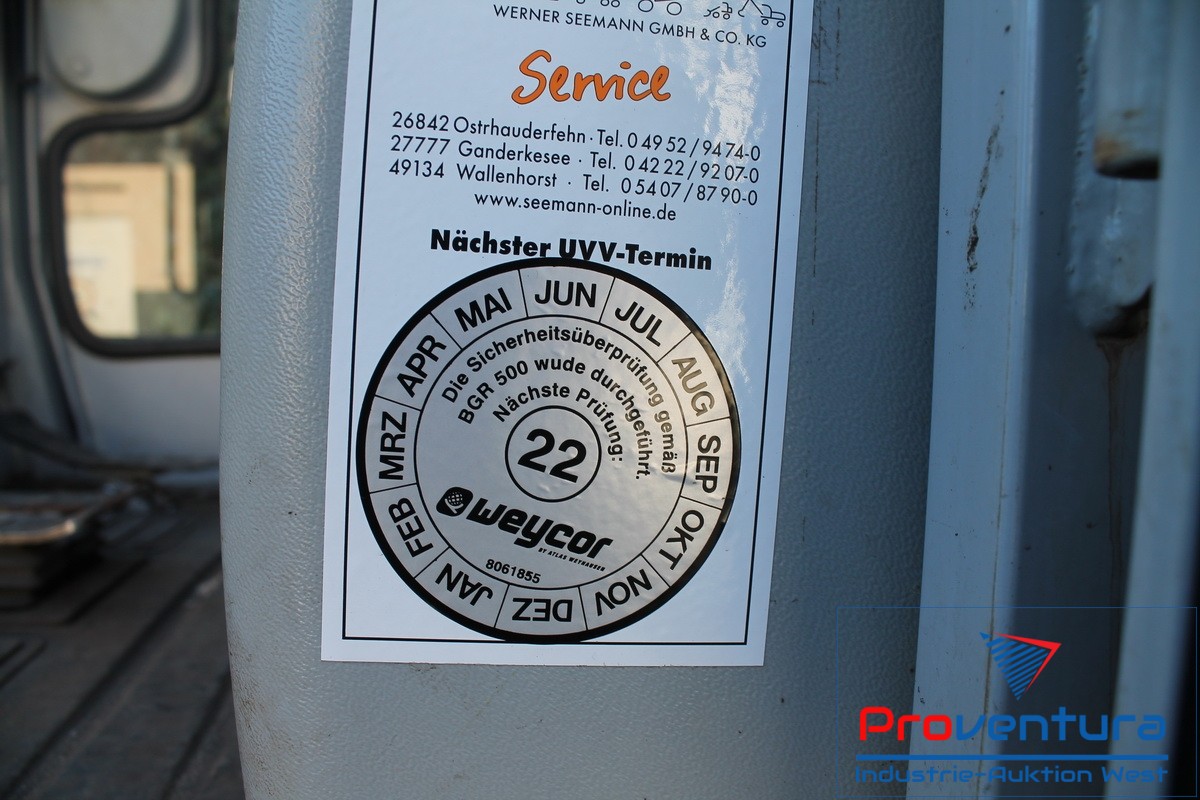 WERNER SEEMANN GMBH & CO. KG
Service
26842 Ostrhauderfehn · Tel. 0 49 52 / 94 74-0
27777 Ganderkesee · Tel. 0 42 22 / 92 07-0
49134 Wallenhorst · Tel. 0 54 07 / 87 90-0
www.seemann-online.de
Nächster UVV-Termin
JAN FEB MRZ APR MAI JUN JUL AUG SEP OKT NOV DEZ
Die Sicherheitsüberprüfung gemäß
BGR 500 wude durchgeführt.
Nächste Prüfung:
22
weycor
BY ATLAS WEYHAUSEN
8061855
Proventura
Industrie-Auktion West